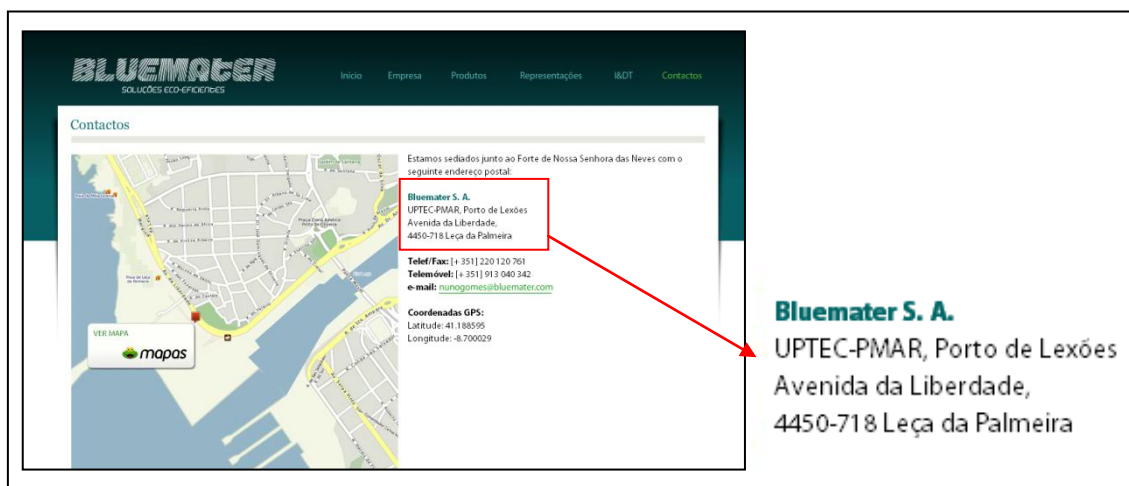 BLUEMATER
SOLUÇÕES ECO-EFICIENTES
Início Empresa Produtos Representações I&DT Contactos
Contactos
Estamos sediados junto ao Forte de Nossa Senhora das Neves com o
seguinte endereço postal:
Bluemater S. A.
UPTEC-PMAR, Porto de Lexões
Avenida da Liberdade,
4450-718 Leça da Palmeira
Telef/Fax: [+ 351] 220 120 761
Telemóvel: [+ 351] 913 040 342
e-mail: nunogomes@bluemater.com
Coordenadas GPS:
Latitude: 41.188595
Longitude: -8.700029
VER MAPA
mapas
Bluemater S. A.
UPTEC-PMAR, Porto de Lexões
Avenida da Liberdade,
4450-718 Leça da Palmeira